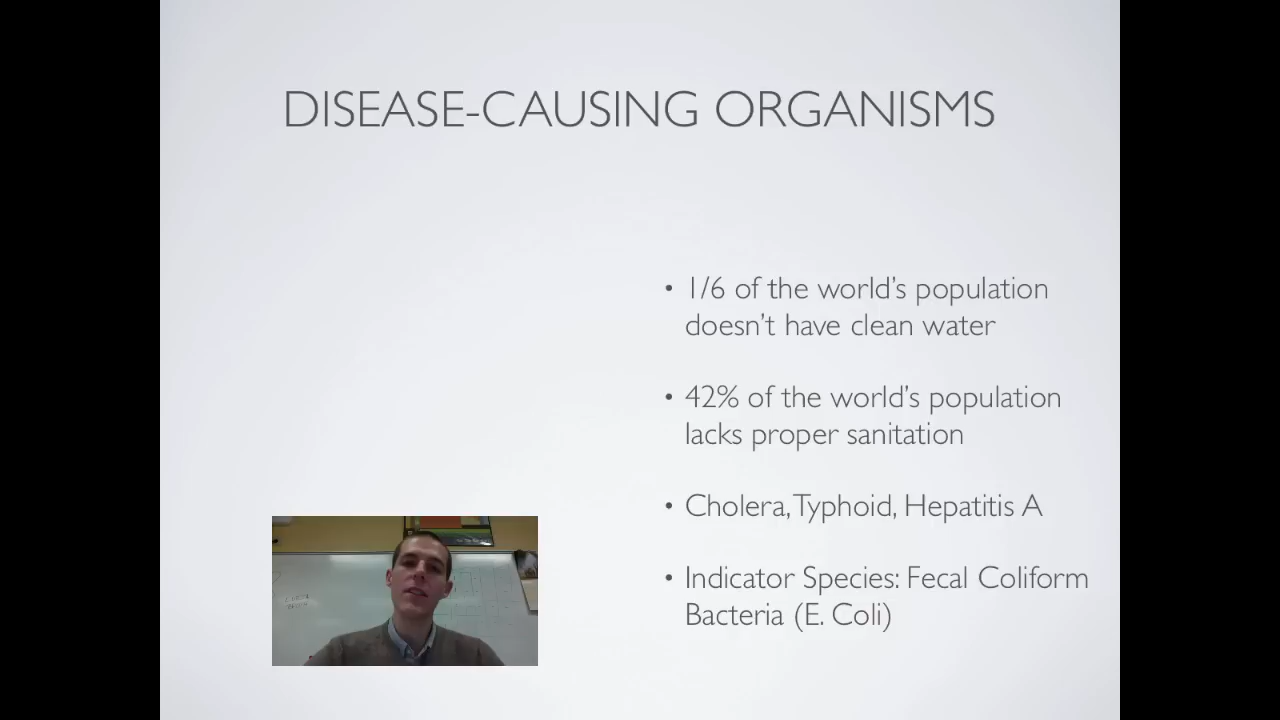 DISEASE-CAUSING ORGANISMS
• 1/6 of the world's population
doesn't have clean water
• 42% of the world's population
lacks proper sanitation
• Cholera, Typhoid, Hepatitis A
• Indicator Species: Fecal Coliform
Bacteria (E. Coli)